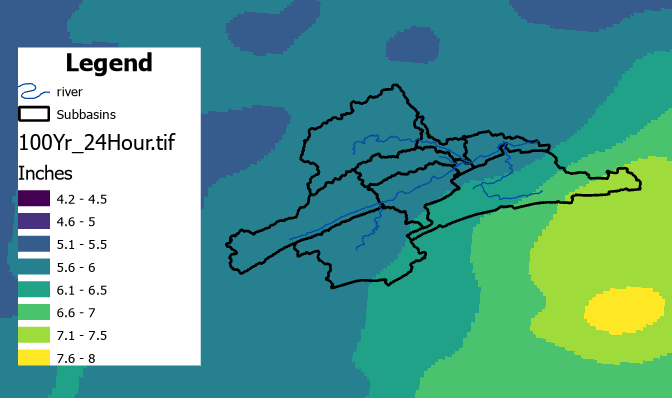 Legend
river
Subbasins
100Yr_24Hour.tif
Inches
4.2 - 4.5
4.6 - 5
5.1 - 5.5
5.6 - 6
6.1 - 6.5
6.6 - 7
7.1 - 7.5
7.6 - 8